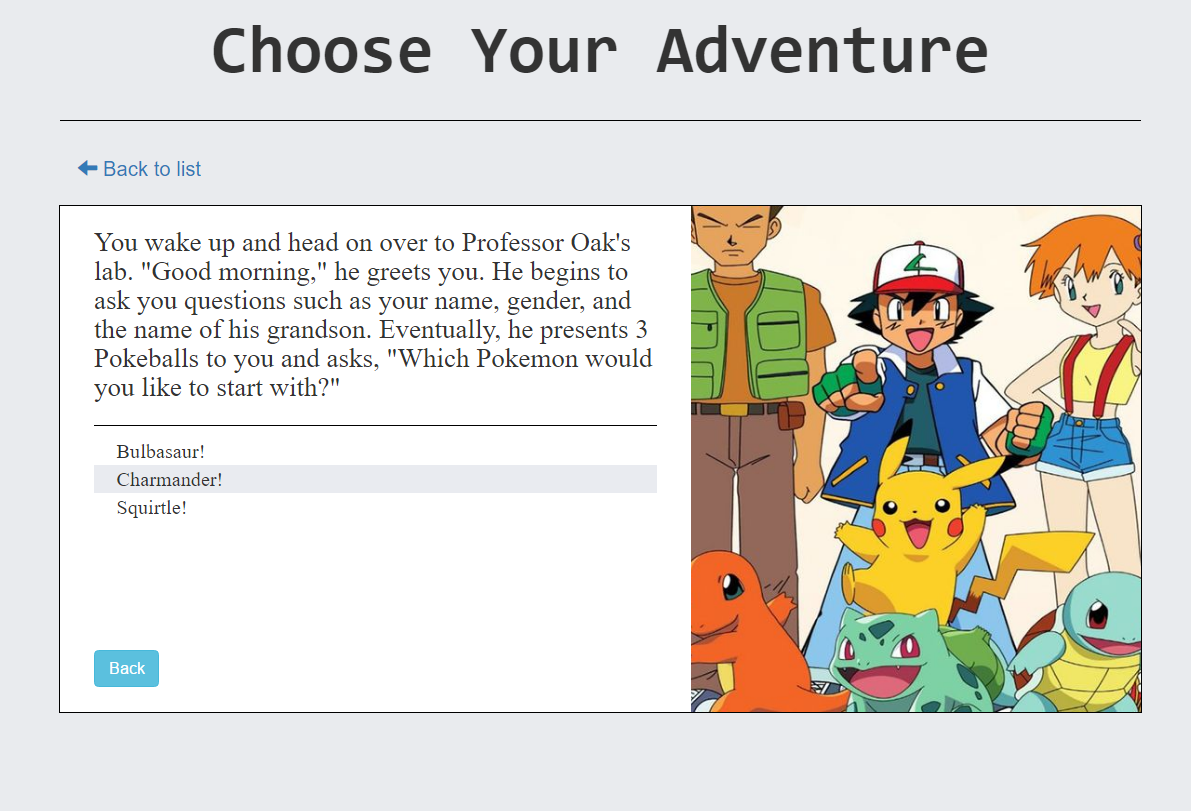 Choose Your Adventure
Back to list
You wake up and head on over to Professor Oak's
lab. "Good morning," he greets you. He begins to
ask you questions such as your name, gender, and
the name of his grandson. Eventually, he presents 3
Pokeballs to you and asks, "Which Pokemon would
you like to start with?"
Bulbasaur!
Charmander!
Squirtle!
Back